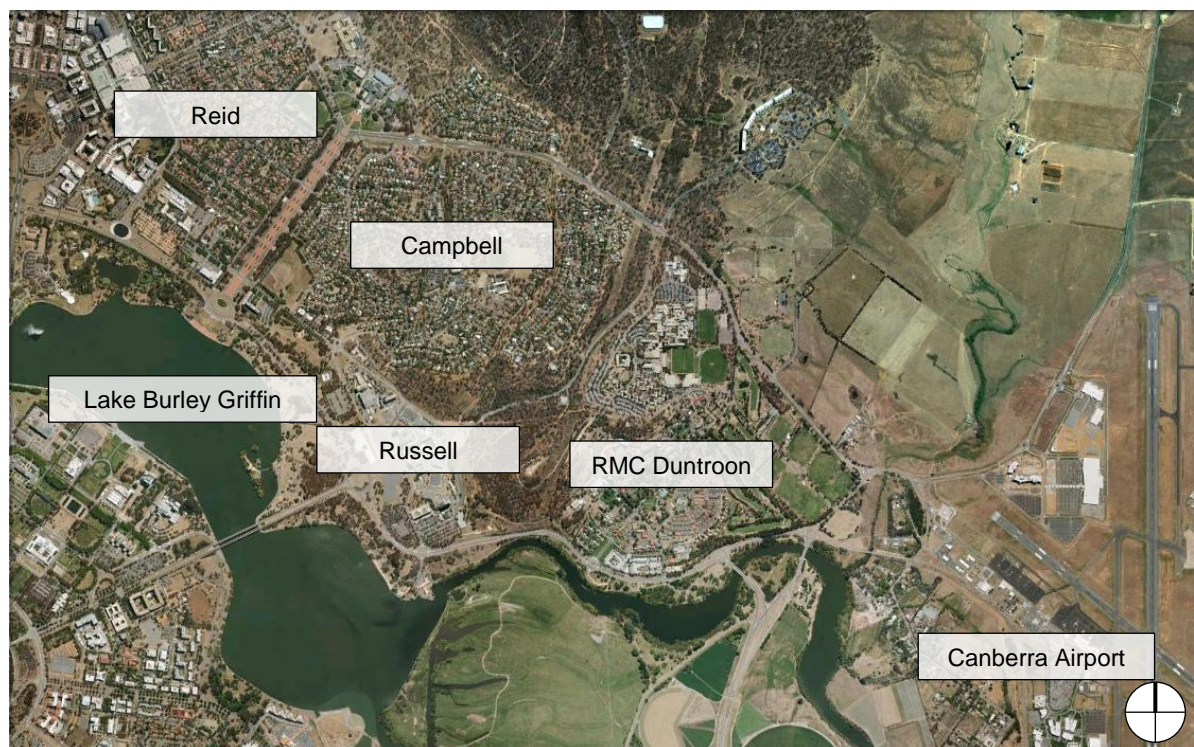 Reid
Campbell
Lake Burley Griffin
Russell
RMC Duntroon
Canberra Airport